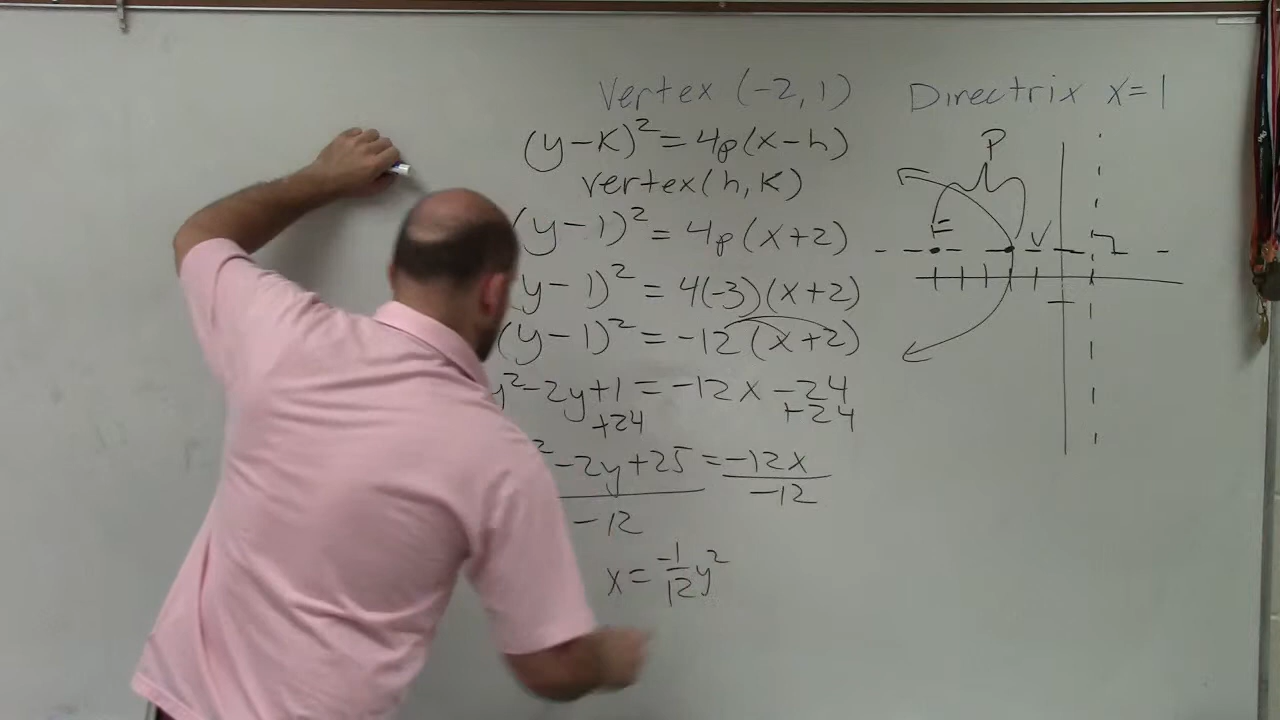 Vertex (-2, 1) Directrix x=1
(y-k)² = 4p(x-h)
vertex(h, k)
(y-1)² = 4p(x+2)
y-1)² = 4(-3)(x+2)
(y-1)² = -12(x+2)
y²-2y+1 = -12x -24
+24 +24
² -2y+25 = -12x
-12 -12
x = -1/12 y²
P
F
V